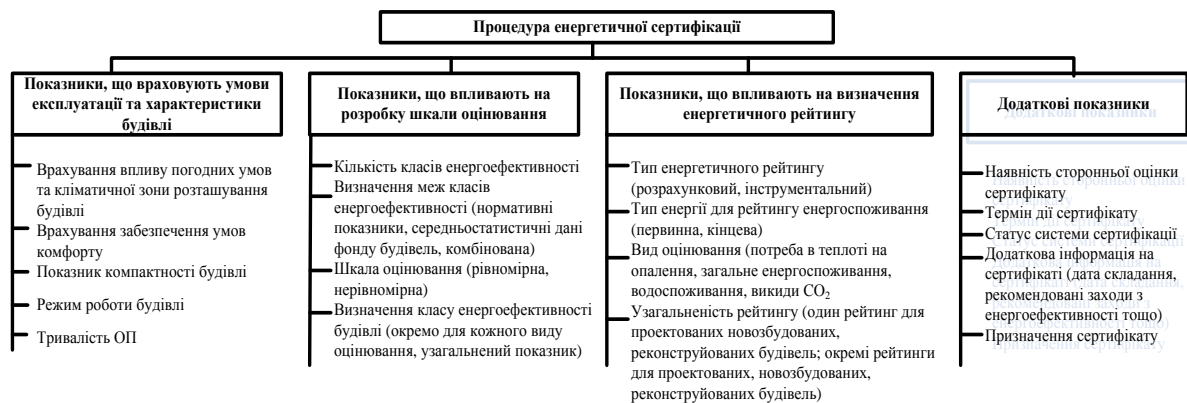 Процедура енергетичної сертифікації
Показники, що враховують умови
експлуатації та характеристики
будівлі
Врахування впливу погодних умов
та кліматичної зони розташування
будівлі
Врахування забезпечення умов
комфорту
Показник компактності будівлі
Режим роботи будівлі
Тривалість ОП
Показники, що впливають на
розробку шкали оцінювання
Кількість класів енергоефективності
Визначення меж класів
енергоефективності (нормативні
показники, середньостатистичні дані
фонду будівель, комбінована)
Шкала оцінювання (рівномірна,
нерівномірна)
Визначення класу енергоефективності
будівлі (окремо для кожного виду
оцінювання, узагальнений показник)
Показники, що впливають на визначення
енергетичного рейтингу
Тип енергетичного рейтингу
(розрахунковий, інструментальний)
Тип енергії для рейтингу енергоспоживання
(первинна, кінцева)
Вид оцінювання (потреба в теплоті на
опалення, загальне енергоспоживання,
водоспоживання, викиди CO₂
Узагальненість рейтингу (один рейтинг для
проектованих новозбудованих,
реконструйованих будівель; окремі рейтинги
для проектованих, новозбудованих,
реконструйованих будівель)
Додаткові показники
Наявність сторонньої оцінки
сертифікату
Термін дії сертифікату
Статус системи сертифікації
Додаткова інформація на
сертифікаті (дата складання,
рекомендовані заходи з
енергоефективності тощо)
Призначення сертифікату